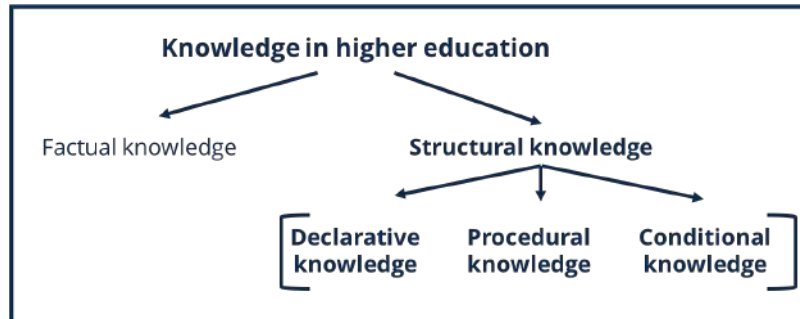 Knowledge in higher education
Factual knowledge
Structural knowledge
Declarative knowledge
Procedural knowledge
Conditional knowledge